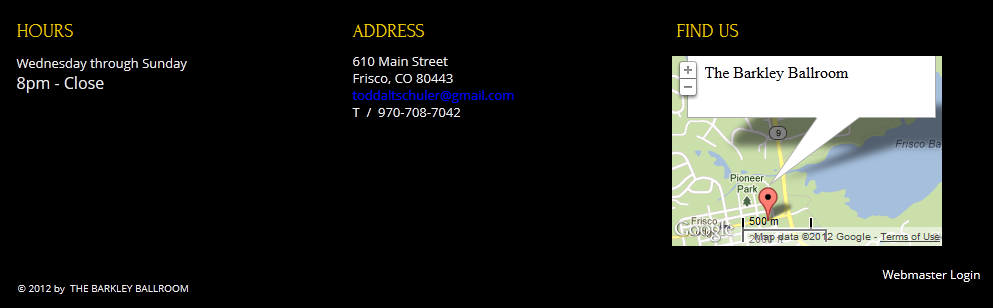 HOURS
Wednesday through Sunday
8pm - Close
ADDRESS
610 Main Street
Frisco, CO 80443
toddaltschuler@gmail.com
T / 970-708-7042
FIND US
+
−
The Barkley Ballroom
9
Frisco Ba
Pioneer
Park
Frisco
500 m
2000 ft
Google
Map data ©2012 Google - Terms of Use
Webmaster Login
© 2012 by THE BARKLEY BALLROOM